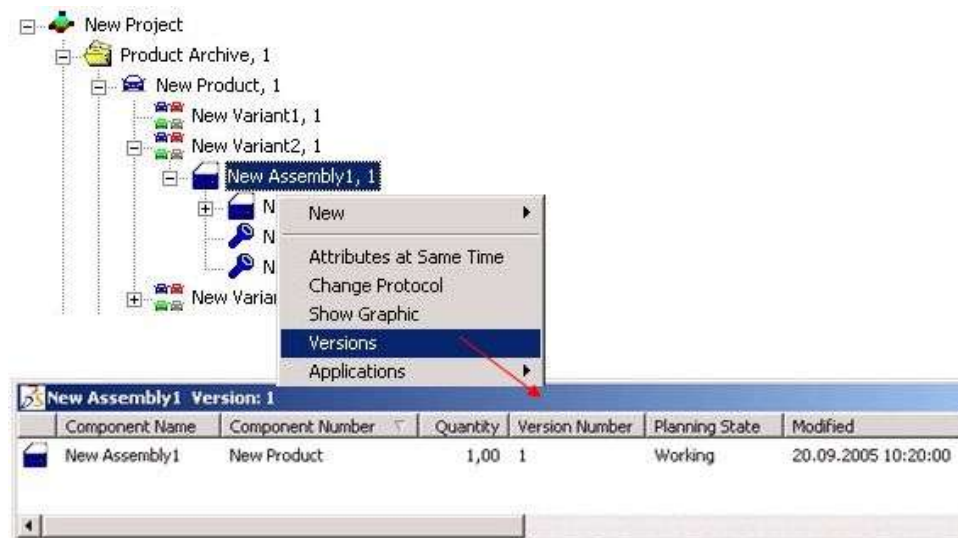 New Project
Product Archive, 1
New Product, 1
New Variant1, 1
New Variant2, 1
New Assembly1, 1
N
New
N
N
Attributes at Same Time
Change Protocol
New Varia
Show Graphic
Versions
Applications
New Assembly1 Version: 1
Component Name Component Number Quantity Version Number Planning State Modified
New Assembly1 New Product 1,00 1 Working 20.09.2005 10:20:00